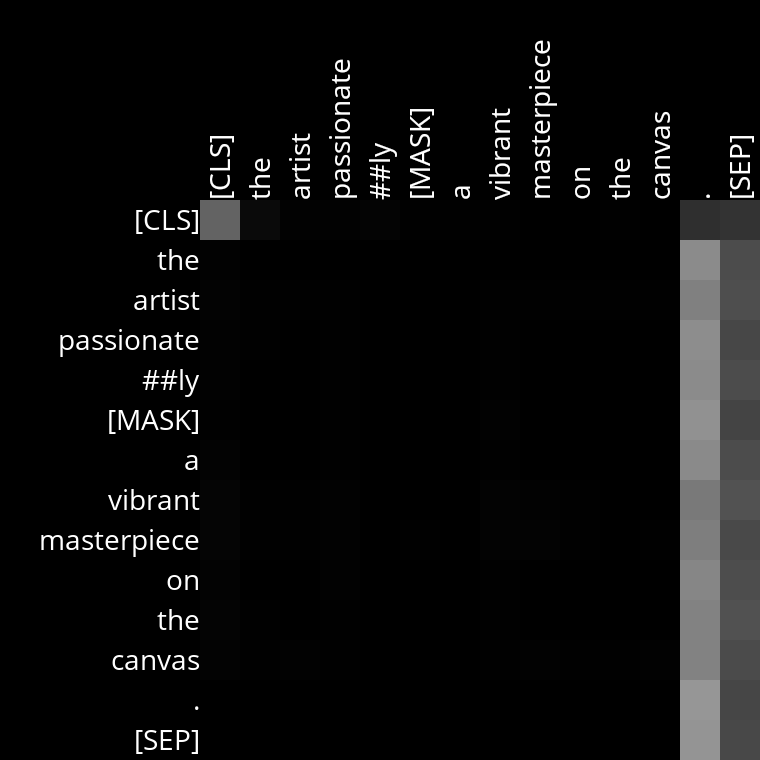 [CLS] the artist passionate ##ly [MASK] a vibrant masterpiece on the canvas . [SEP]
[CLS]
the
artist
passionate
##ly
[MASK]
a
vibrant
masterpiece
on
the
canvas
.
[SEP]